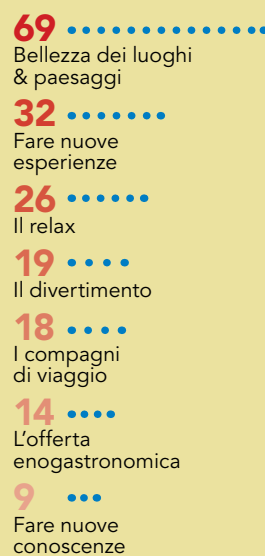 69
Bellezza dei luoghi
& paesaggi
32
Fare nuove
esperienze
26
Il relax
19
Il divertimento
18
I compagni
di viaggio
14
L’offerta
enogastronomica
9
Fare nuove
conoscenze